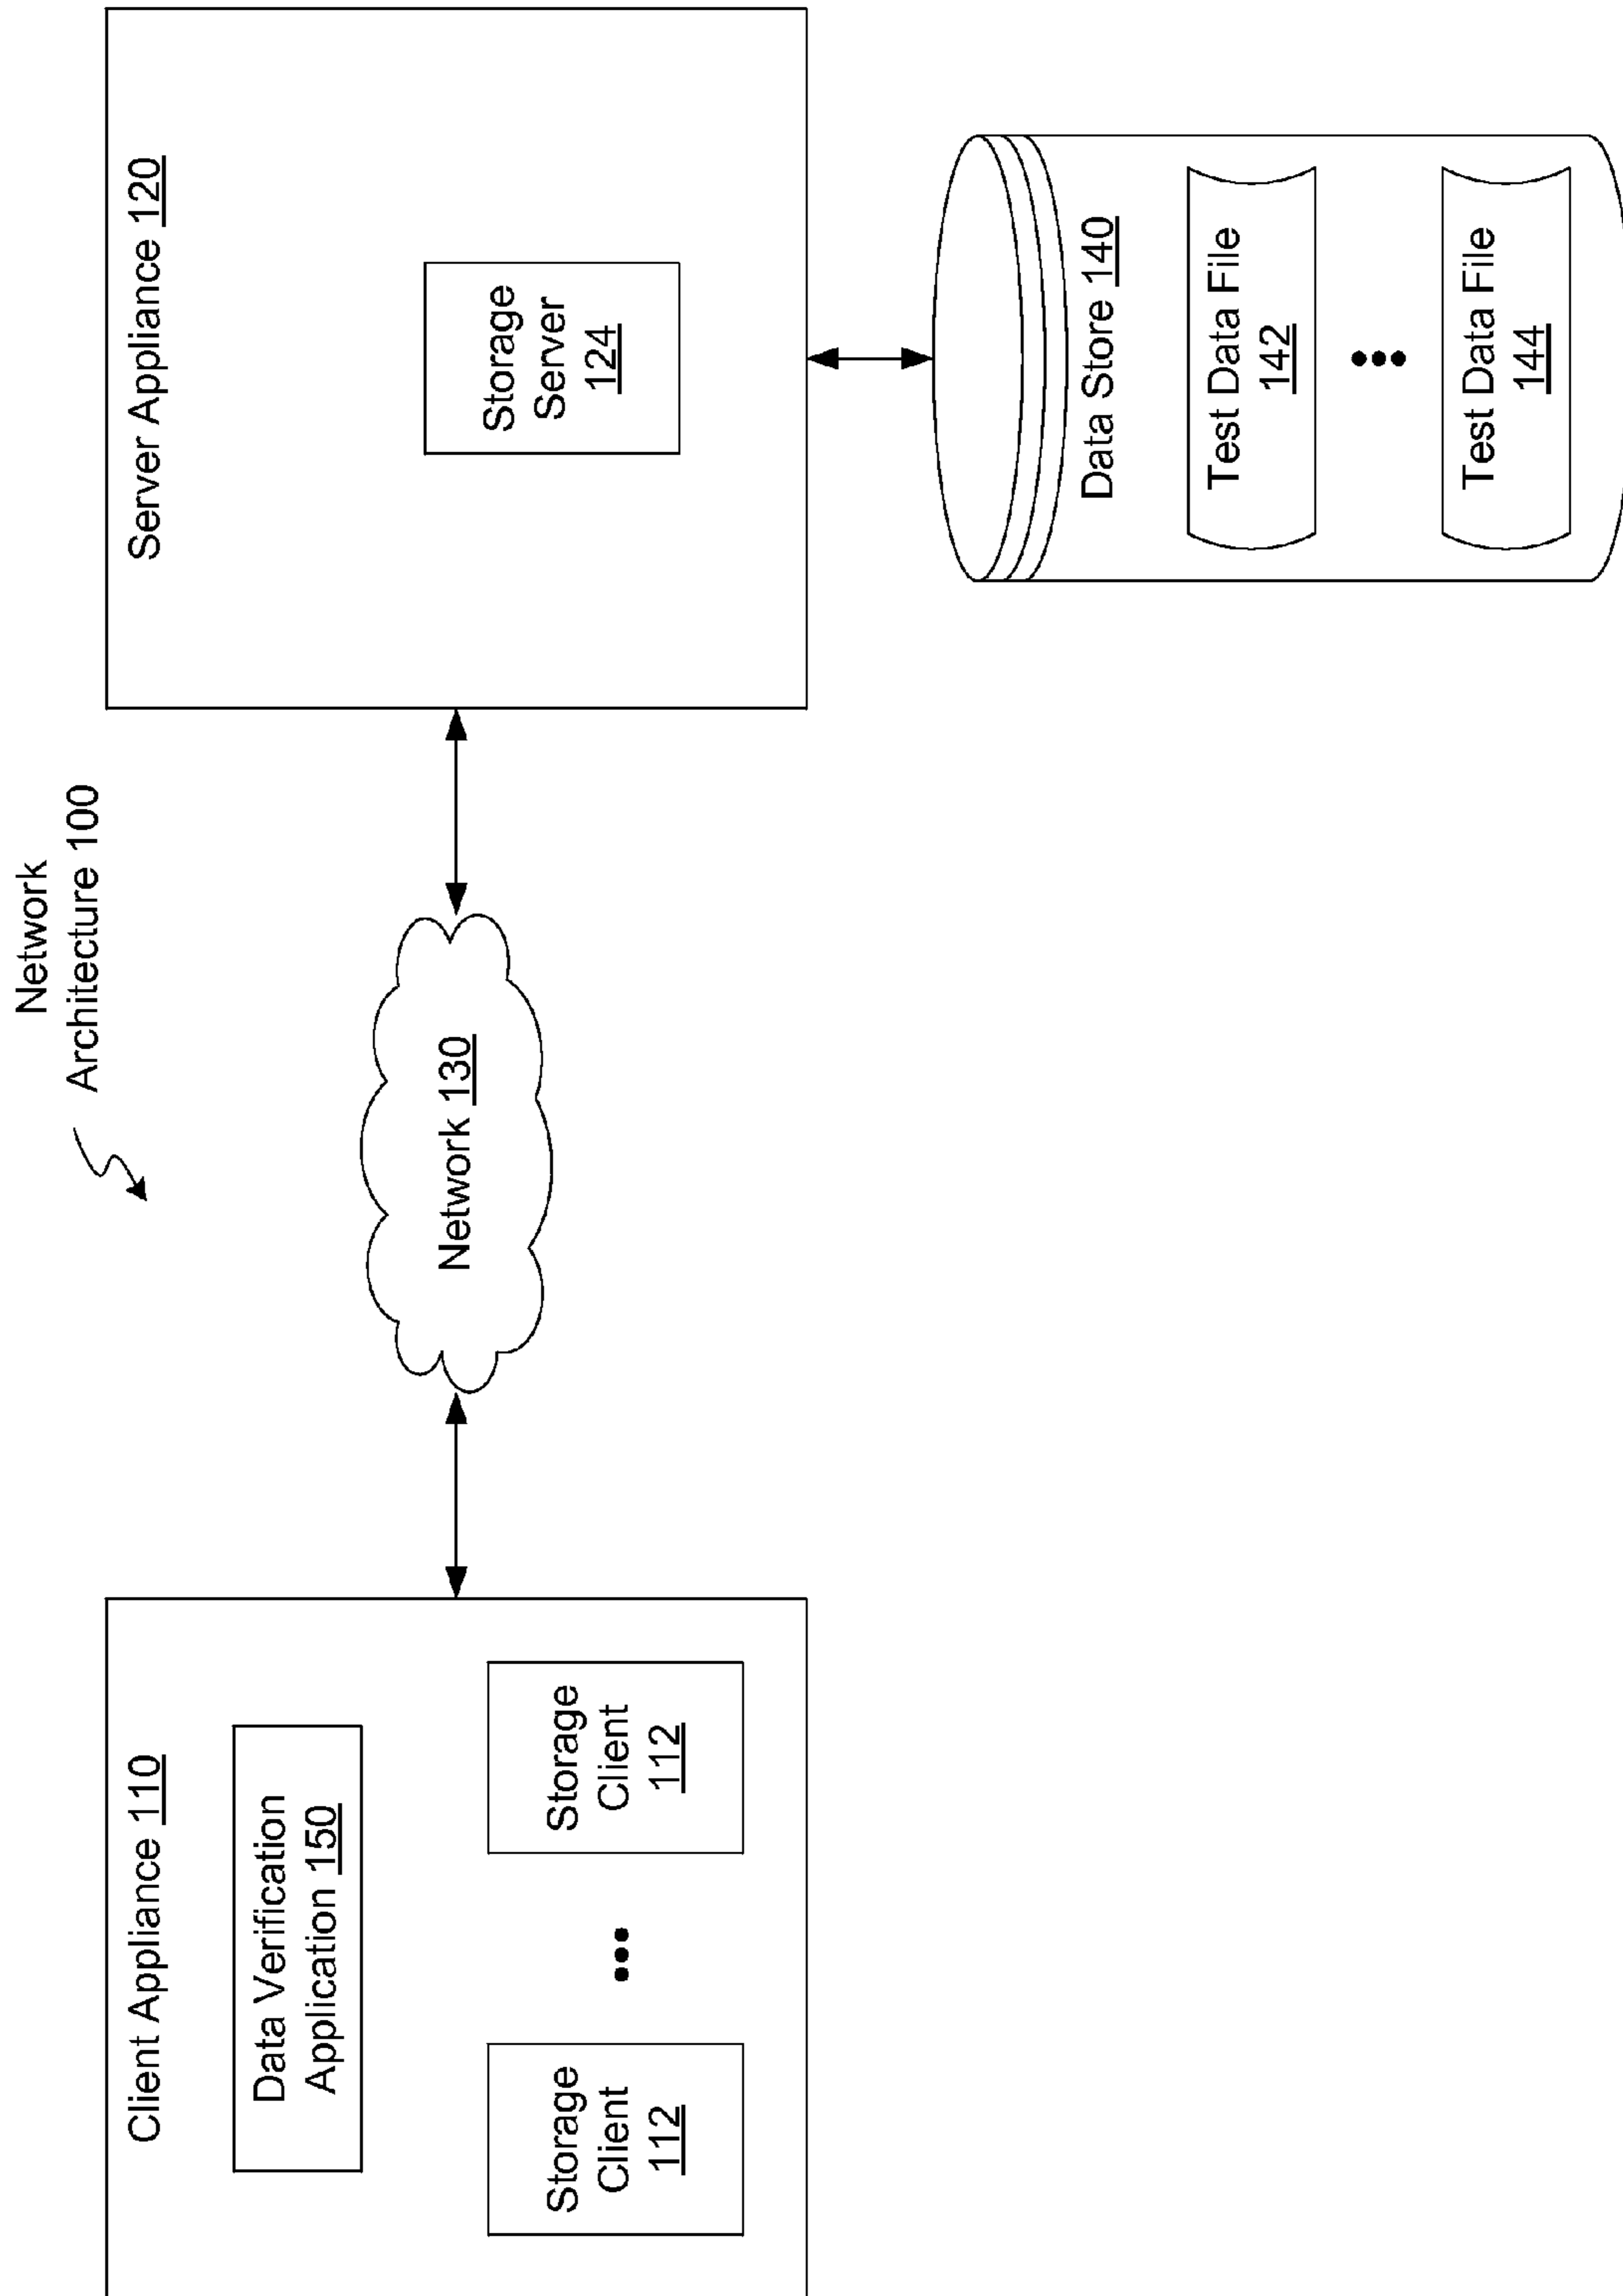 Network
Architecture 100
Client Appliance 110
Data Verification
Application 150
Storage
Client
112
•••
Storage
Client
112
Network 130
Server Appliance 120
Storage
Server
124
Data Store 140
Test Data File
142
•••
Test Data File
144